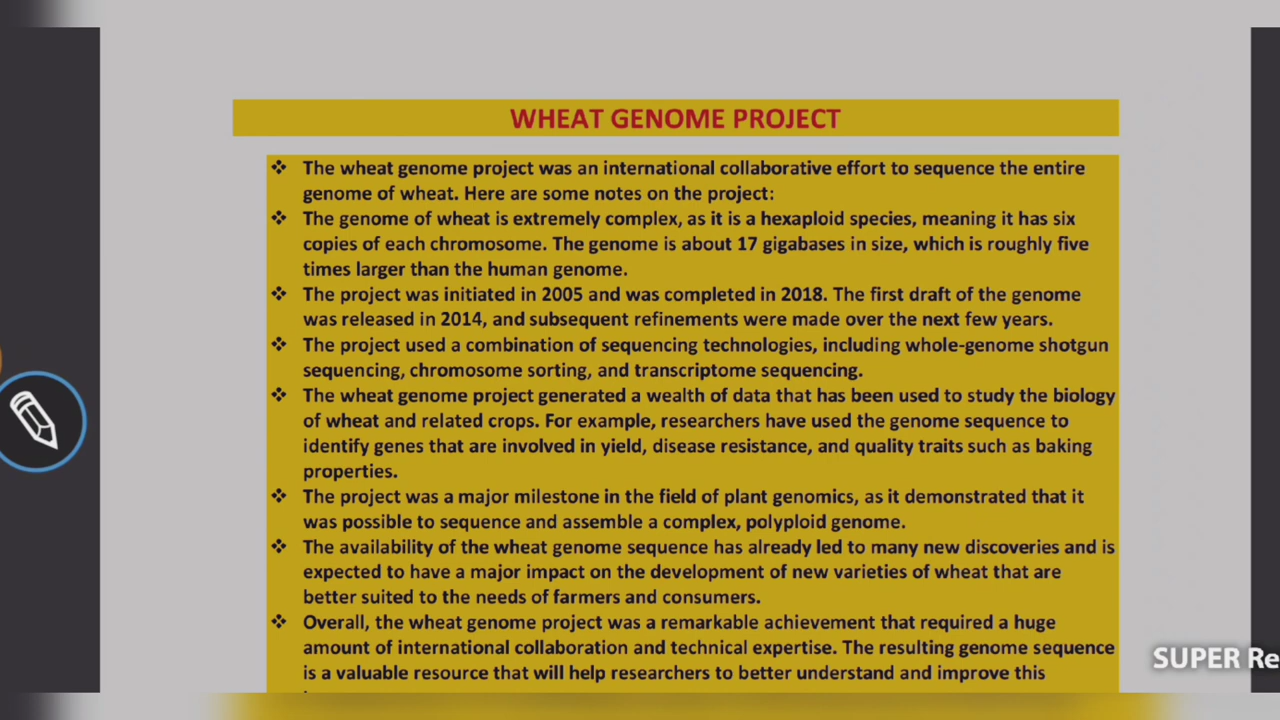 WHEAT GENOME PROJECT
❖ The wheat genome project was an international collaborative effort to sequence the entire
genome of wheat. Here are some notes on the project:
❖ The genome of wheat is extremely complex, as it is a hexaploid species, meaning it has six
copies of each chromosome. The genome is about 17 gigabases in size, which is roughly five
times larger than the human genome.
❖ The project was initiated in 2005 and was completed in 2018. The first draft of the genome
was released in 2014, and subsequent refinements were made over the next few years.
❖ The project used a combination of sequencing technologies, including whole-genome shotgun
sequencing, chromosome sorting, and transcriptome sequencing.
❖ The wheat genome project generated a wealth of data that has been used to study the biology
of wheat and related crops. For example, researchers have used the genome sequence to
identify genes that are involved in yield, disease resistance, and quality traits such as baking
properties.
❖ The project was a major milestone in the field of plant genomics, as it demonstrated that it
was possible to sequence and assemble a complex, polyploid genome.
❖ The availability of the wheat genome sequence has already led to many new discoveries and is
expected to have a major impact on the development of new varieties of wheat that are
better suited to the needs of farmers and consumers.
❖ Overall, the wheat genome project was a remarkable achievement that required a huge
amount of international collaboration and technical expertise. The resulting genome sequence
is a valuable resource that will help researchers to better understand and improve this
SUPER Re